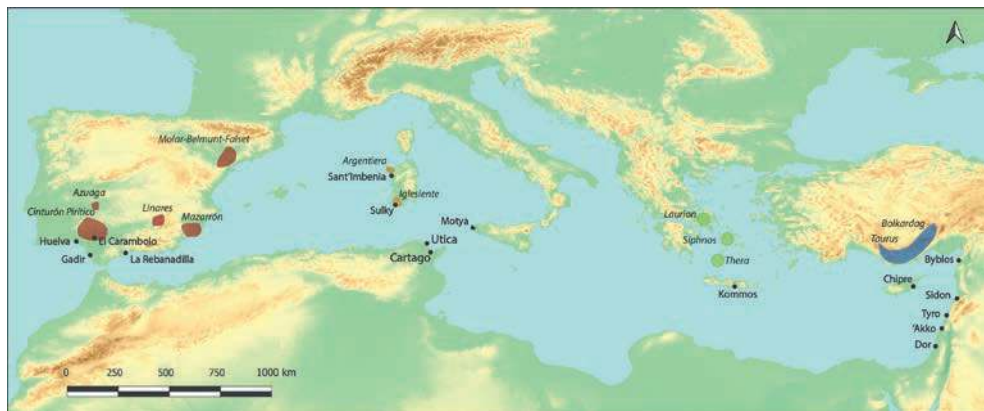 Molar-Belmunt-Falset
Argentiera
Sant'Imbenia
Azuaga
Iglesiente
Cinturón Pirítico
Linares
Sulky
Mazarrón
Laurion
Bolkardag
Motya
Huelva
El Carambolo
Utica
Siphnos
Taurus
Gadir
La Rebanadilla
Cartago
Thera
Byblos
Chipre
Kommos
Sidon
Tyro
'Akko
Dor
0 250 500 750 1000 km